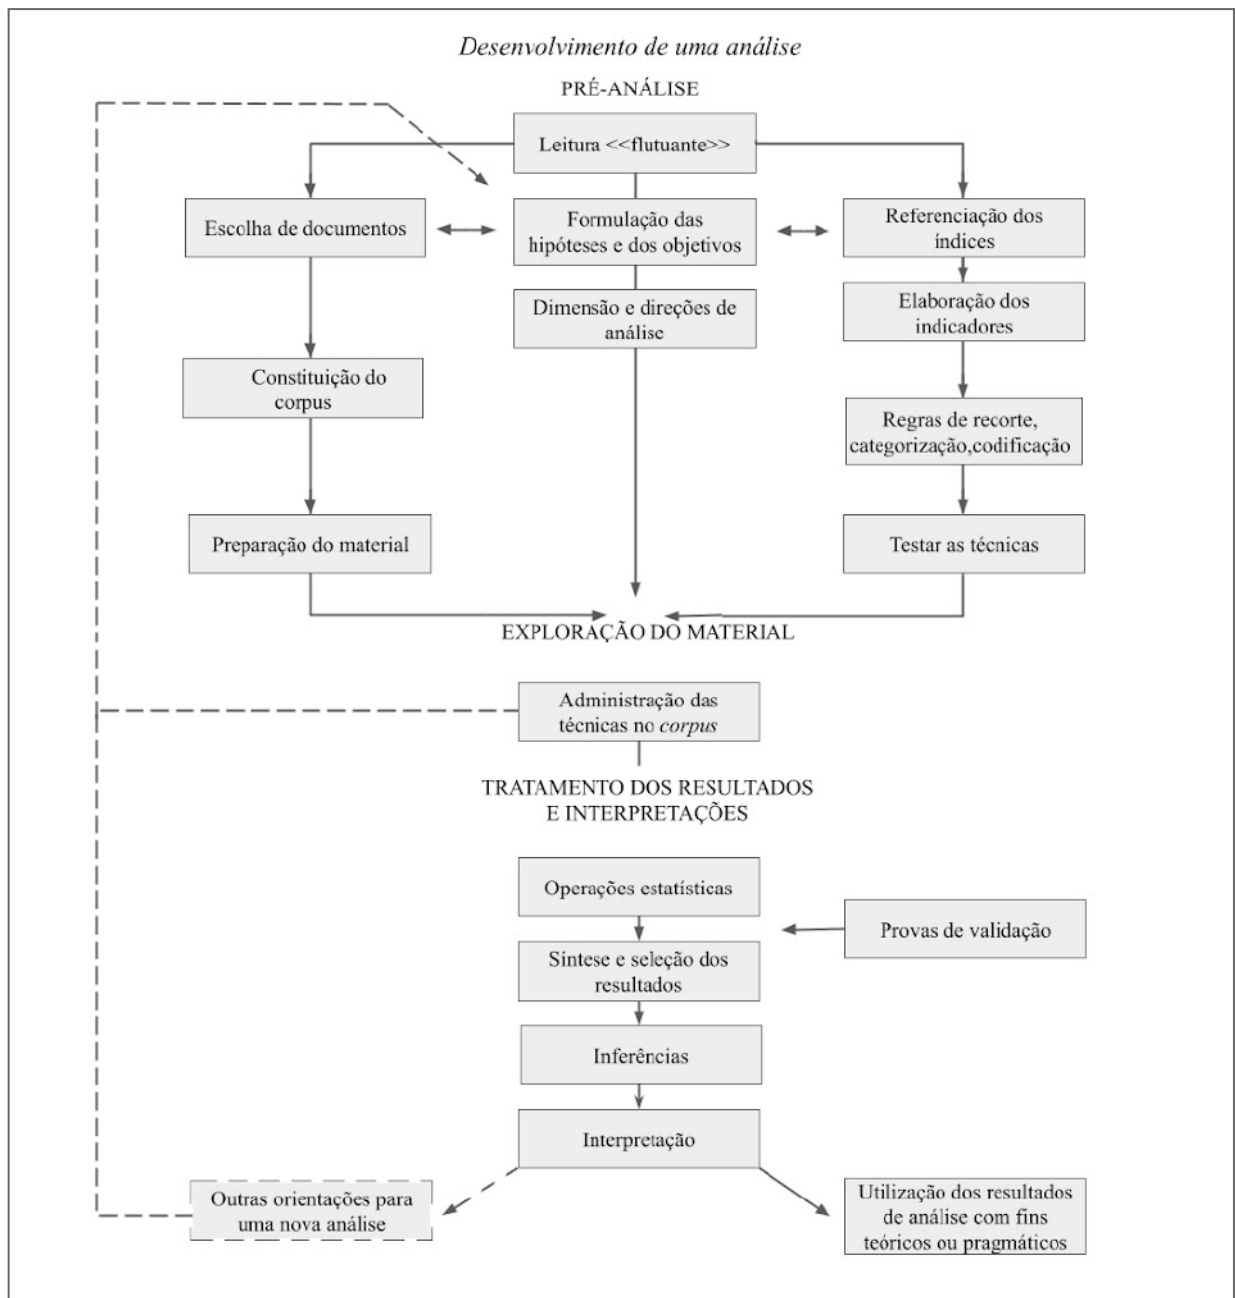 Desenvolvimento de uma análise
PRÉ-ANÁLISE
Leitura <<flutuante>>
Escolha de documentos
Formulação das
hipóteses e dos objetivos
Referenciação dos
índices
Dimensão e direções de
análise
Elaboração dos
indicadores
Constituição do
corpus
Regras de recorte,
categorização,codificação
Preparação do material
Testar as técnicas
EXPLORAÇÃO DO MATERIAL
Administração das
técnicas no corpus
TRATAMENTO DOS RESULTADOS
E INTERPRETAÇÕES
Operações estatísticas
Provas de validação
Síntese e seleção dos
resultados
Inferências
Interpretação
Outras orientações para
uma nova análise
Utilização dos resultados
de análise com fins
teóricos ou pragmáticos